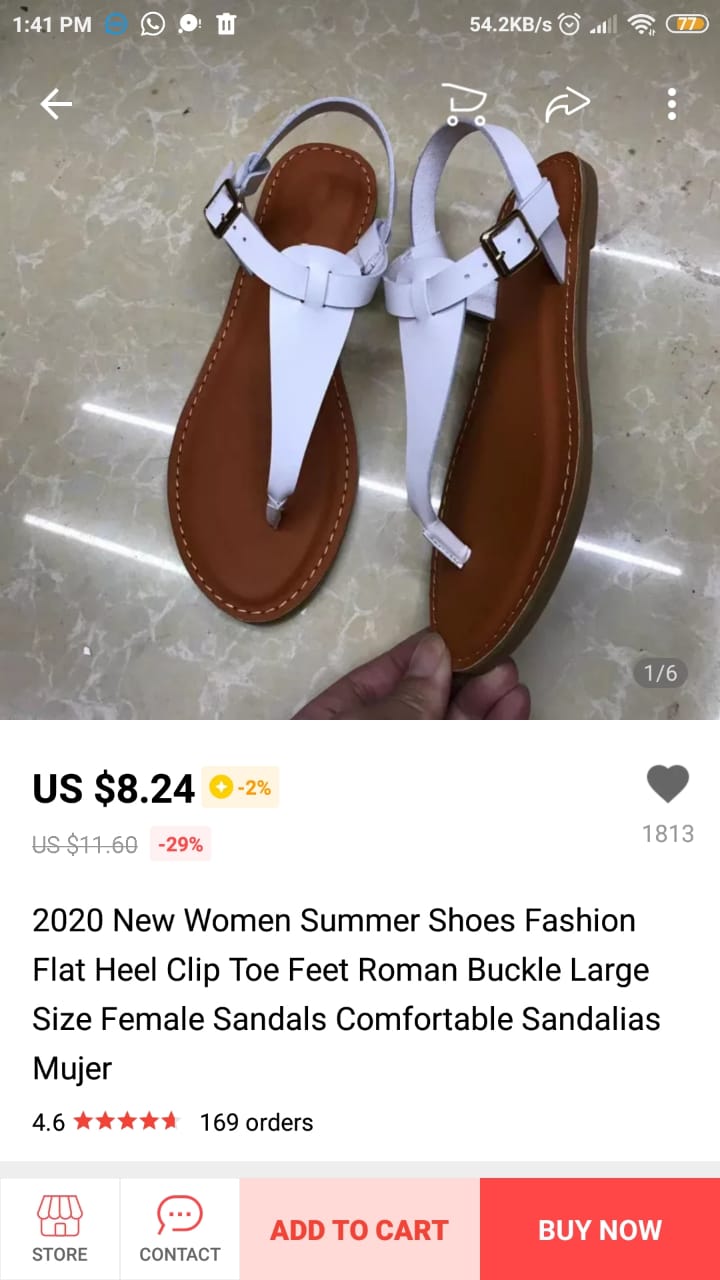 1:41 PM
54.2KB/s
77
1/6
US $8.24
-2%
US $11.60
-29%
1813
2020 New Women Summer Shoes Fashion
Flat Heel Clip Toe Feet Roman Buckle Large
Size Female Sandals Comfortable Sandalias
Mujer
4.6
169 orders
STORE
CONTACT
ADD TO CART
BUY NOW